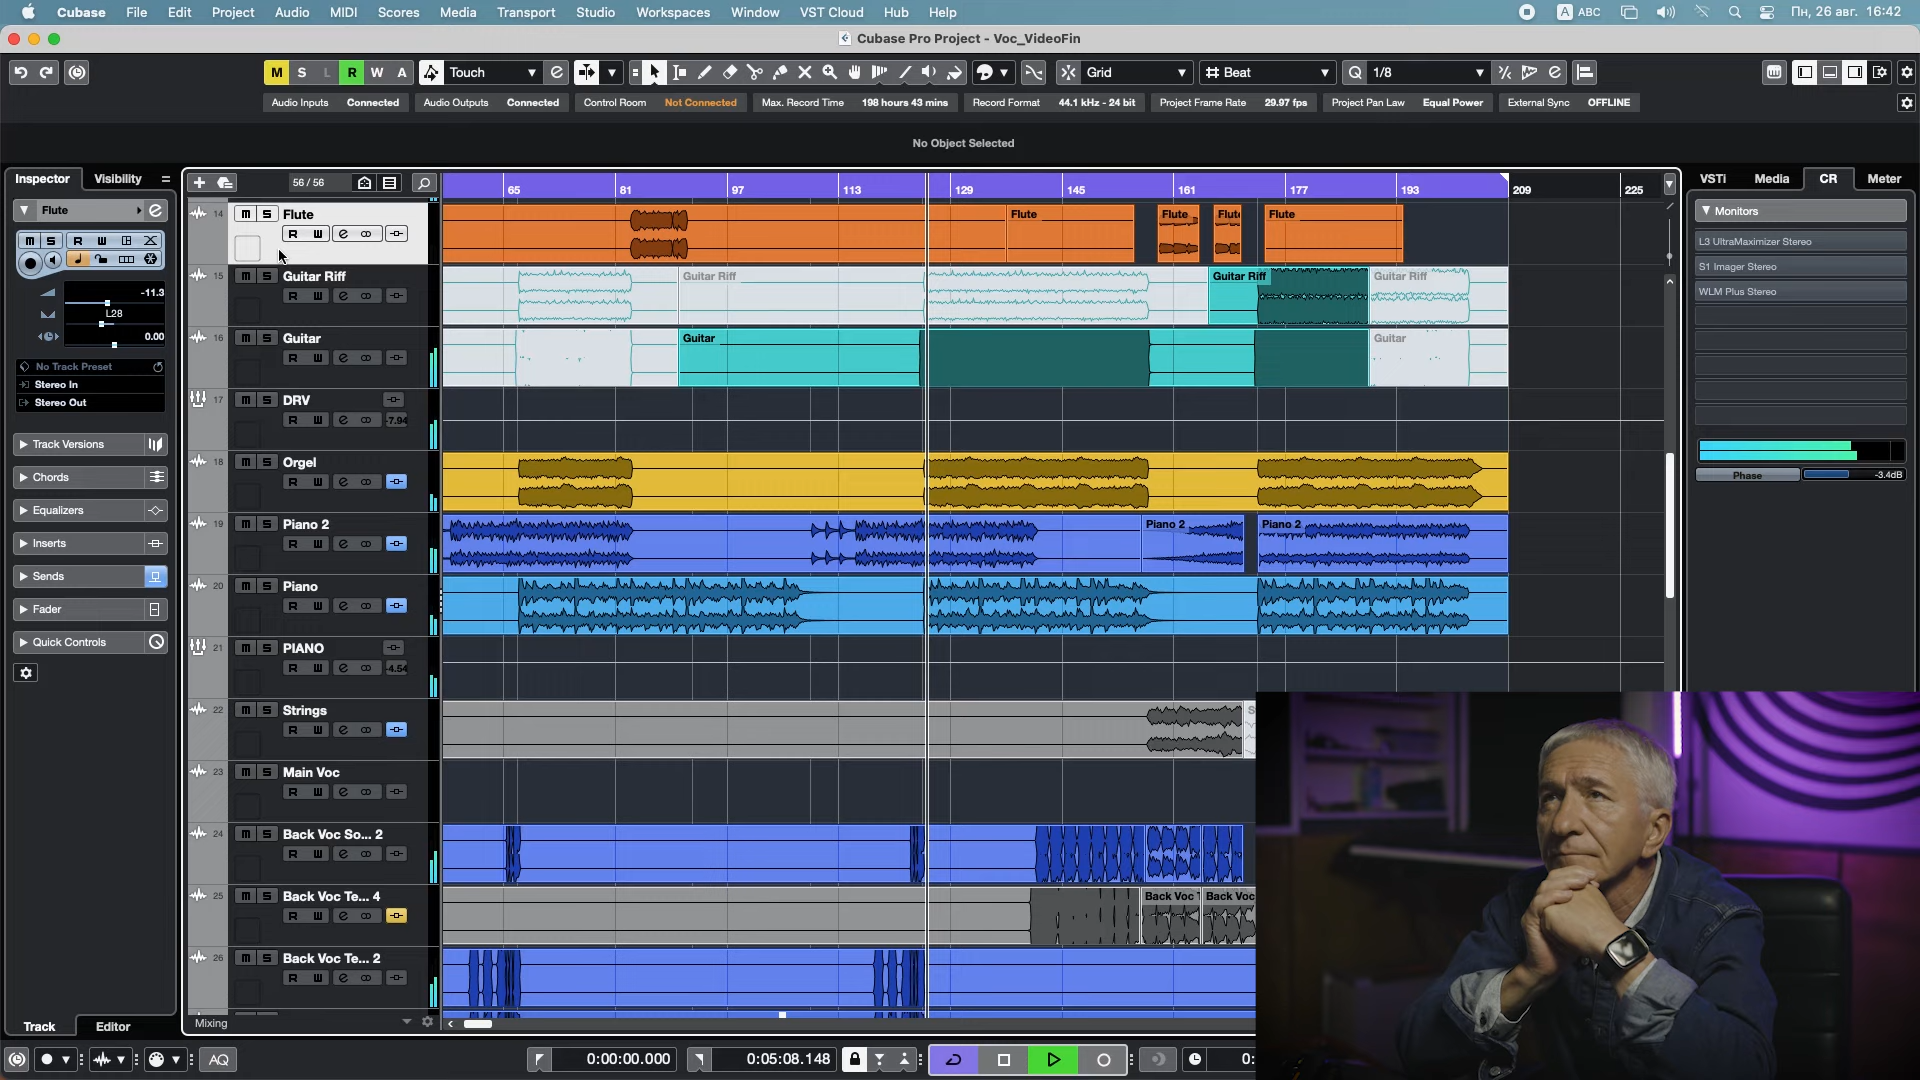 Cubase File Edit Project Audio MIDI Scores Media Transport Studio Workspaces Window VST Cloud Hub Help
A ABC Пн, 26 авг. 16:42
Cubase Pro Project - Voc_VideoFin
M S L R W A Touch Grid Beat Q 1/8
Audio Inputs Connected Audio Outputs Connected Control Room Not Connected Max. Record Time 198 hours 43 mins Record Format 44.1 kHz - 24 bit Project Frame Rate 29.97 fps Project Pan Law Equal Power External Sync OFFLINE
No Object Selected
Inspector Visibility
56 / 56
65 81 97 113 129 145 161 177 193 209 225
VSTi Media CR Meter
Flute
M S R W
-11.3
L28
0.00
No Track Preset
Stereo In
Stereo Out
Track Versions
Chords
Equalizers
Inserts
Sends
Fader
Quick Controls
Track Editor
14 M S Flute
R W
Flute Flute Flute Flute
15 M S Guitar Riff
R W
Guitar Riff Guitar Riff Guitar Riff
16 M S Guitar
R W
Guitar Guitar
17 M S DRV
R W -7.94
18 M S Orgel
R W
19 M S Piano 2
R W
Piano 2 Piano 2
20 M S Piano
R W
21 M S PIANO
R W -4.54
22 M S Strings
R W
S
23 M S Main Voc
R W
24 M S Back Voc So... 2
R W
25 M S Back Voc Te... 4
R W
Back Voc T Back Voc
26 M S Back Voc Te... 2
R W
Mixing
Monitors
L3 UltraMaximizer Stereo
S1 Imager Stereo
WLM Plus Stereo
Phase -3.4dB
AQ 0:00:00.000 0:05:08.148 0: